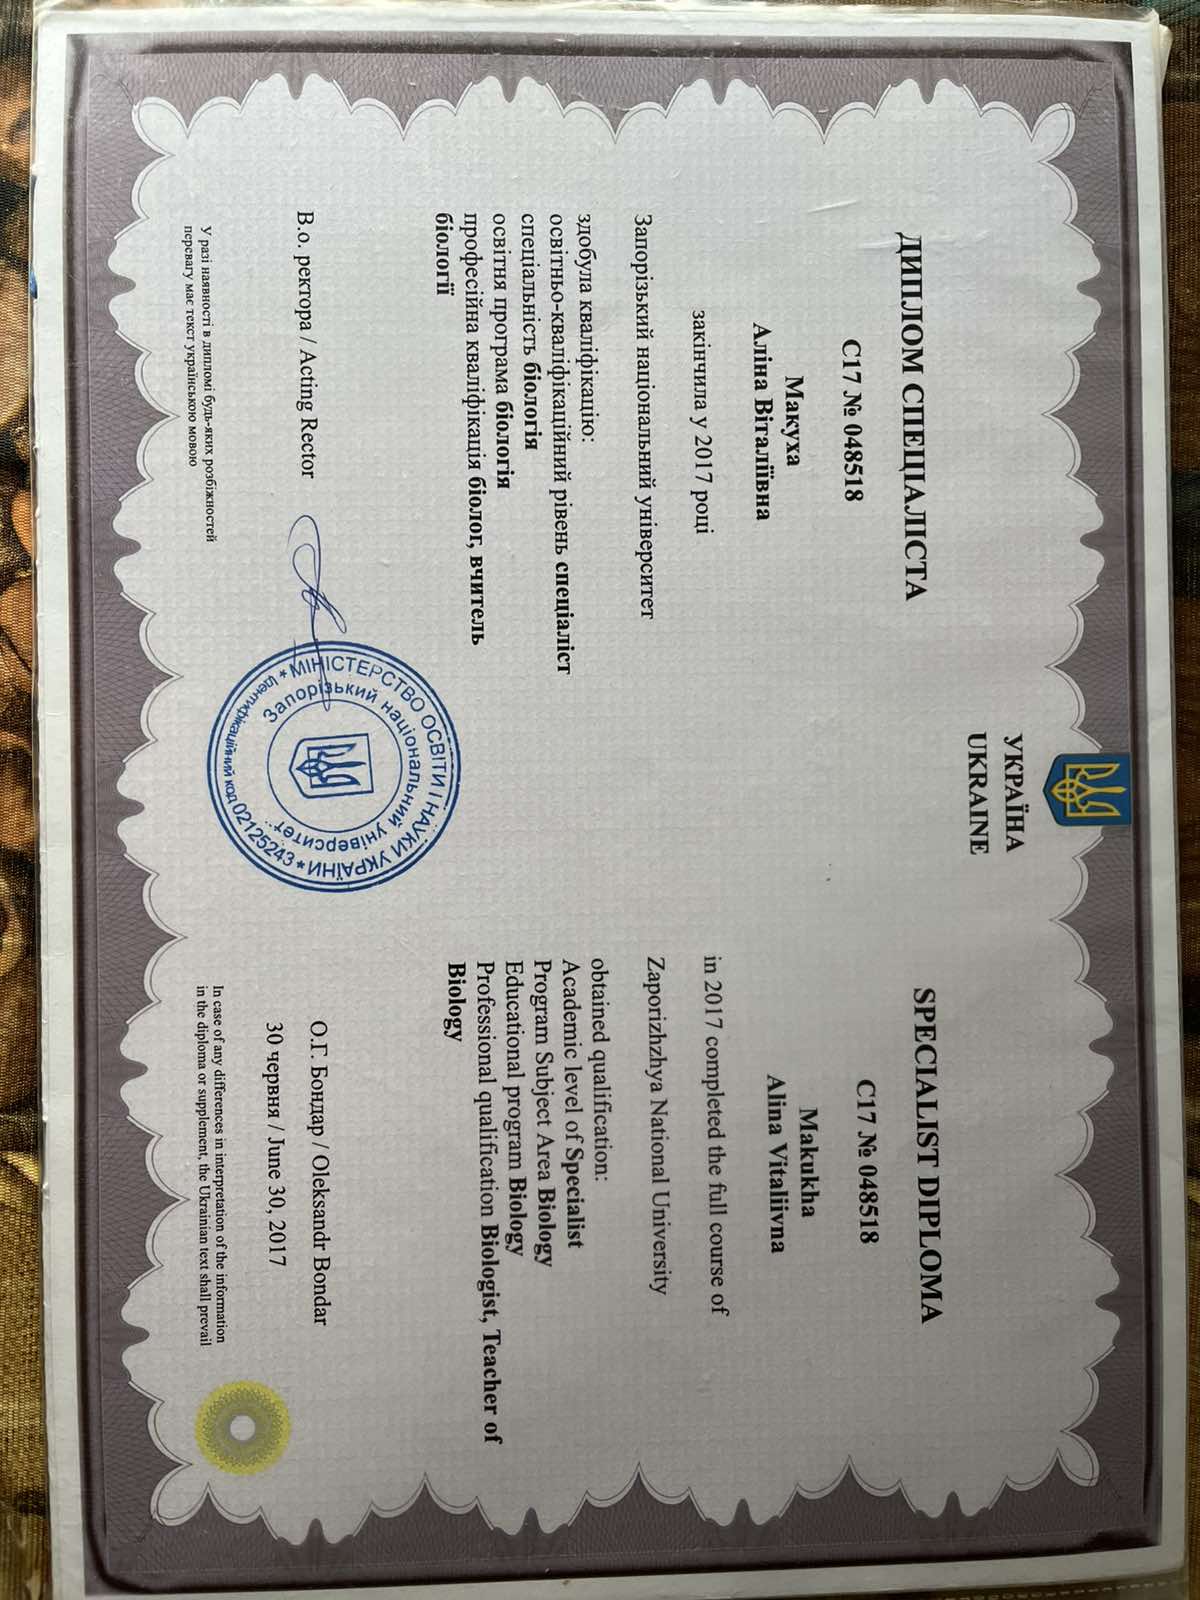 УКРАЇНА
UKRAINE
ДИПЛОМ СПЕЦІАЛІСТА
С17 № 048518
Макуха
Аліна Віталіївна
закінчила у 2017 році
Запорізький національний університет
здобула кваліфікацію:
освітньо-кваліфікаційний рівень спеціаліст
спеціальність біологія
освітня програма біологія
професійна кваліфікація біолог, вчитель
біології
В.о. ректора / Acting Rector
У разі наявності в дипломі будь-яких розбіжностей
перевагу має текст українською мовою
* МІНІСТЕРСТВО ОСВІТИ І НАУКИ УКРАЇНИ *
Ідентифікаційний код 02125243
Запорізький національний університет
SPECIALIST DIPLOMA
C17 № 048518
Makukha
Alina Vitaliivna
in 2017 completed the full course of
Zaporizhzhya National University
obtained qualification:
Academic level of Specialist
Program Subject Area Biology
Educational program Biology
Professional qualification Biologist, Teacher of
Biology
О.Г. Бондар / Oleksandr Bondar
30 червня / June 30, 2017
In case of any differences in interpretation of the information
in the diploma or supplement, the Ukrainian text shall prevail